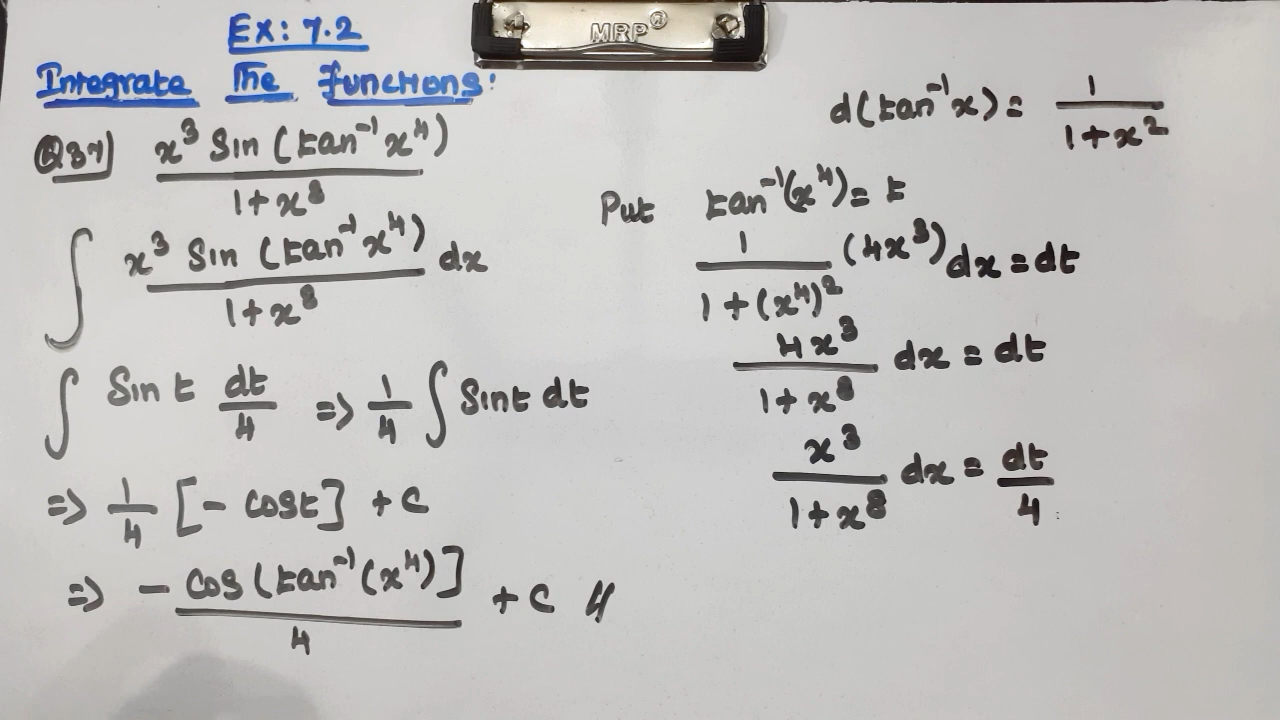 MRP®
Ex: 7.2
Integrate The Functions:
Q37) x³ Sin (tan⁻¹ x⁴)
1 + x⁸
∫ x³ Sin (tan⁻¹ x⁴) dx
1 + x⁸
∫ Sin t dt/4 => 1/4 ∫ Sint dt
=> 1/4 [- cost] + c
=> - cos (tan⁻¹ (x⁴)]
4
+ c //
d(tan⁻¹ x) = 1
1 + x²
Put tan⁻¹(x⁴) = t
1
1 + (x⁴)²
(4x³) dx = dt
4x³
1 + x⁸
dx = dt
x³
1 + x⁸
dx = dt/4